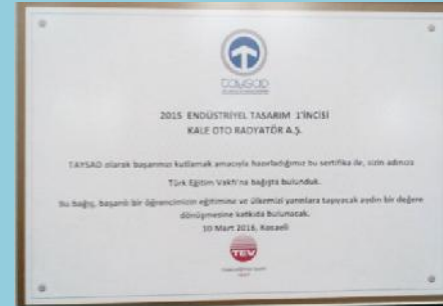 TAYSAD
2015 ENDÜSTRİYEL TASARIM 1'İNCİSİ
KALE OTO RADYATÖR A.Ş.
TAYSAD olarak başarınızı kutlamak amacıyla hazırladığımız bu sertifika ile, sizin adınıza
Türk Eğitim Vakfı'na bağışta bulunduk.
Bu bağış, başarılı bir öğrencimizin eğitimine ve ülkemizi yarınlara taşıyacak aydın bir değere
dönüşmesine katkıda bulunacak.
10 Mart 2016, Kocaeli
TEV